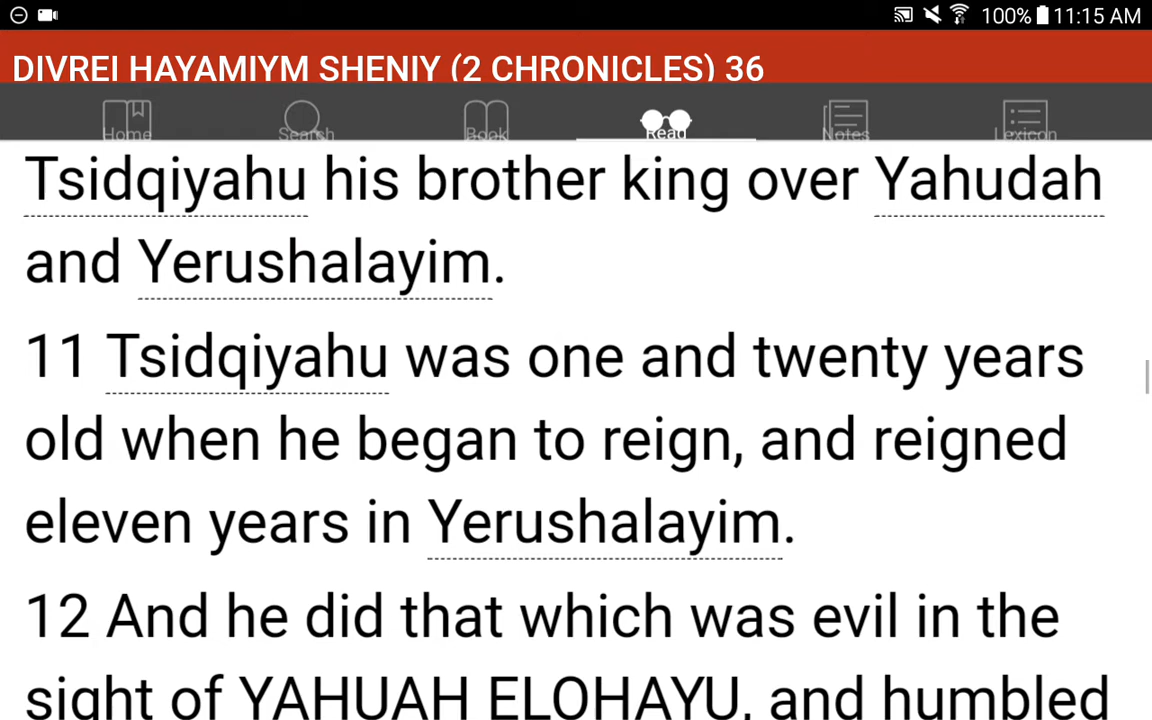 100% 11:15 AM
DIVREI HAYAMIYM SHENIY (2 CHRONICLES) 36
Home Search Book Read Notes Lexicon
Tsidqiyahu his brother king over Yahudah
and Yerushalayim.
11 Tsidqiyahu was one and twenty years
old when he began to reign, and reigned
eleven years in Yerushalayim.
12 And he did that which was evil in the
sight of YAHUAH ELOHAYU, and humbled